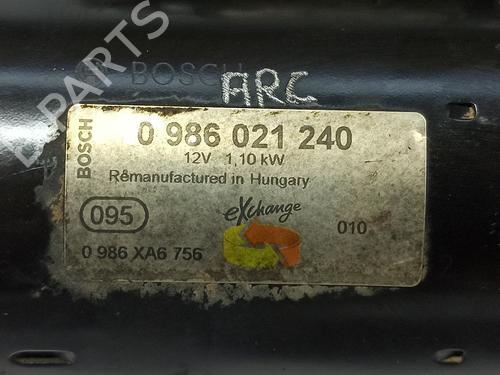 B-PARTS
BOSCH
ARC
BOSCH
0 986 021 240
12V 1,10 kW
Remanufactured in Hungary
095
eXchange
010
0 986 XA6 756